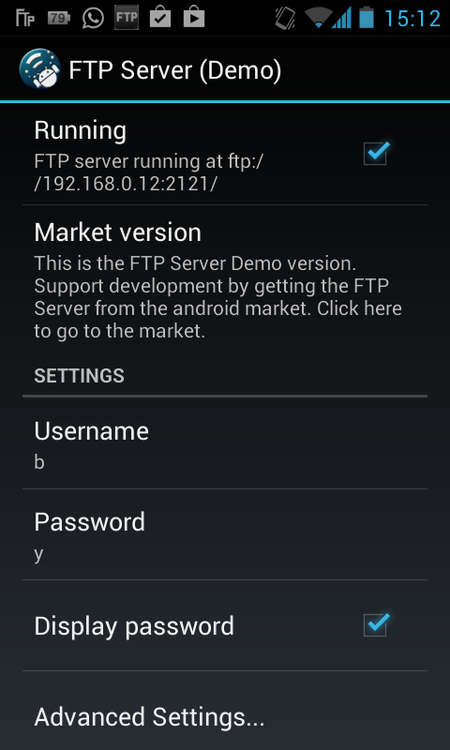 FTP 79 FTP 15:12
FTP Server (Demo)
Running
FTP server running at ftp:/
/192.168.0.12:2121/
Market version
This is the FTP Server Demo version.
Support development by getting the FTP
Server from the android market. Click here
to go to the market.
SETTINGS
Username
b
Password
y
Display password
Advanced Settings...